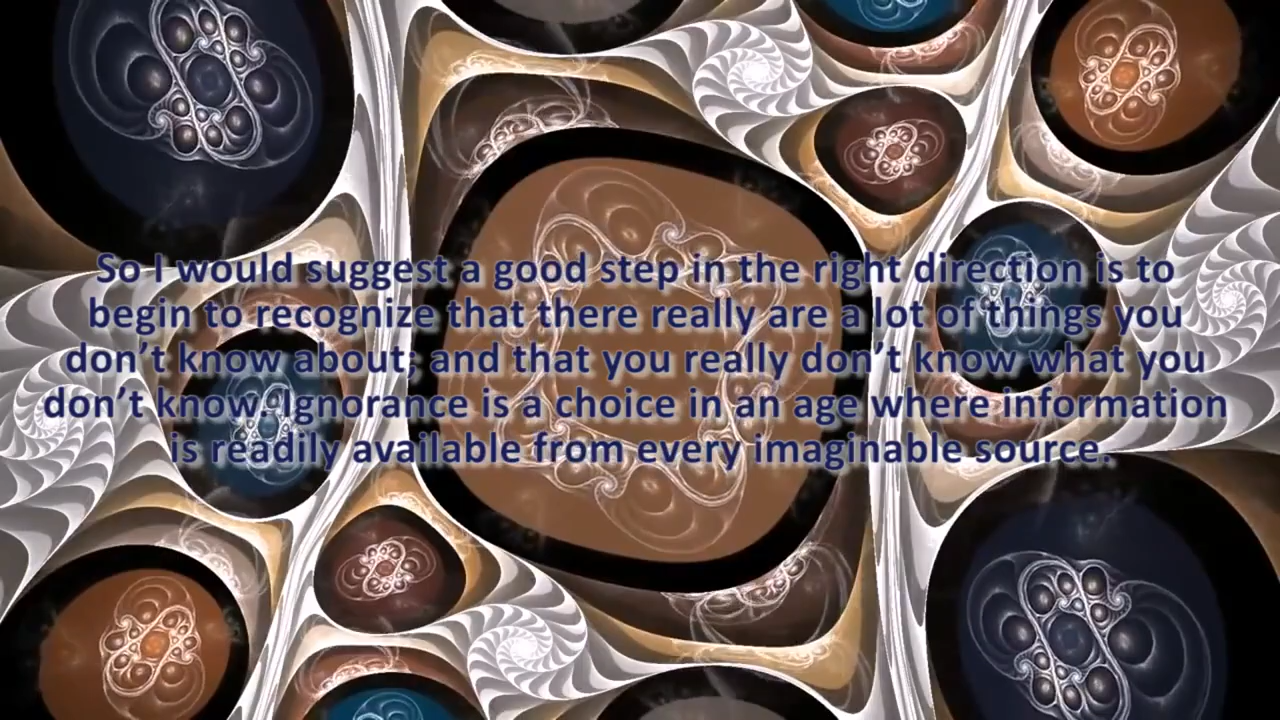 So I would suggest a good step in the right direction is to
begin to recognize that there really are a lot of things you
don’t know about; and that you really don’t know what you
don’t know. Ignorance is a choice in an age where information
is readily available from every imaginable source.